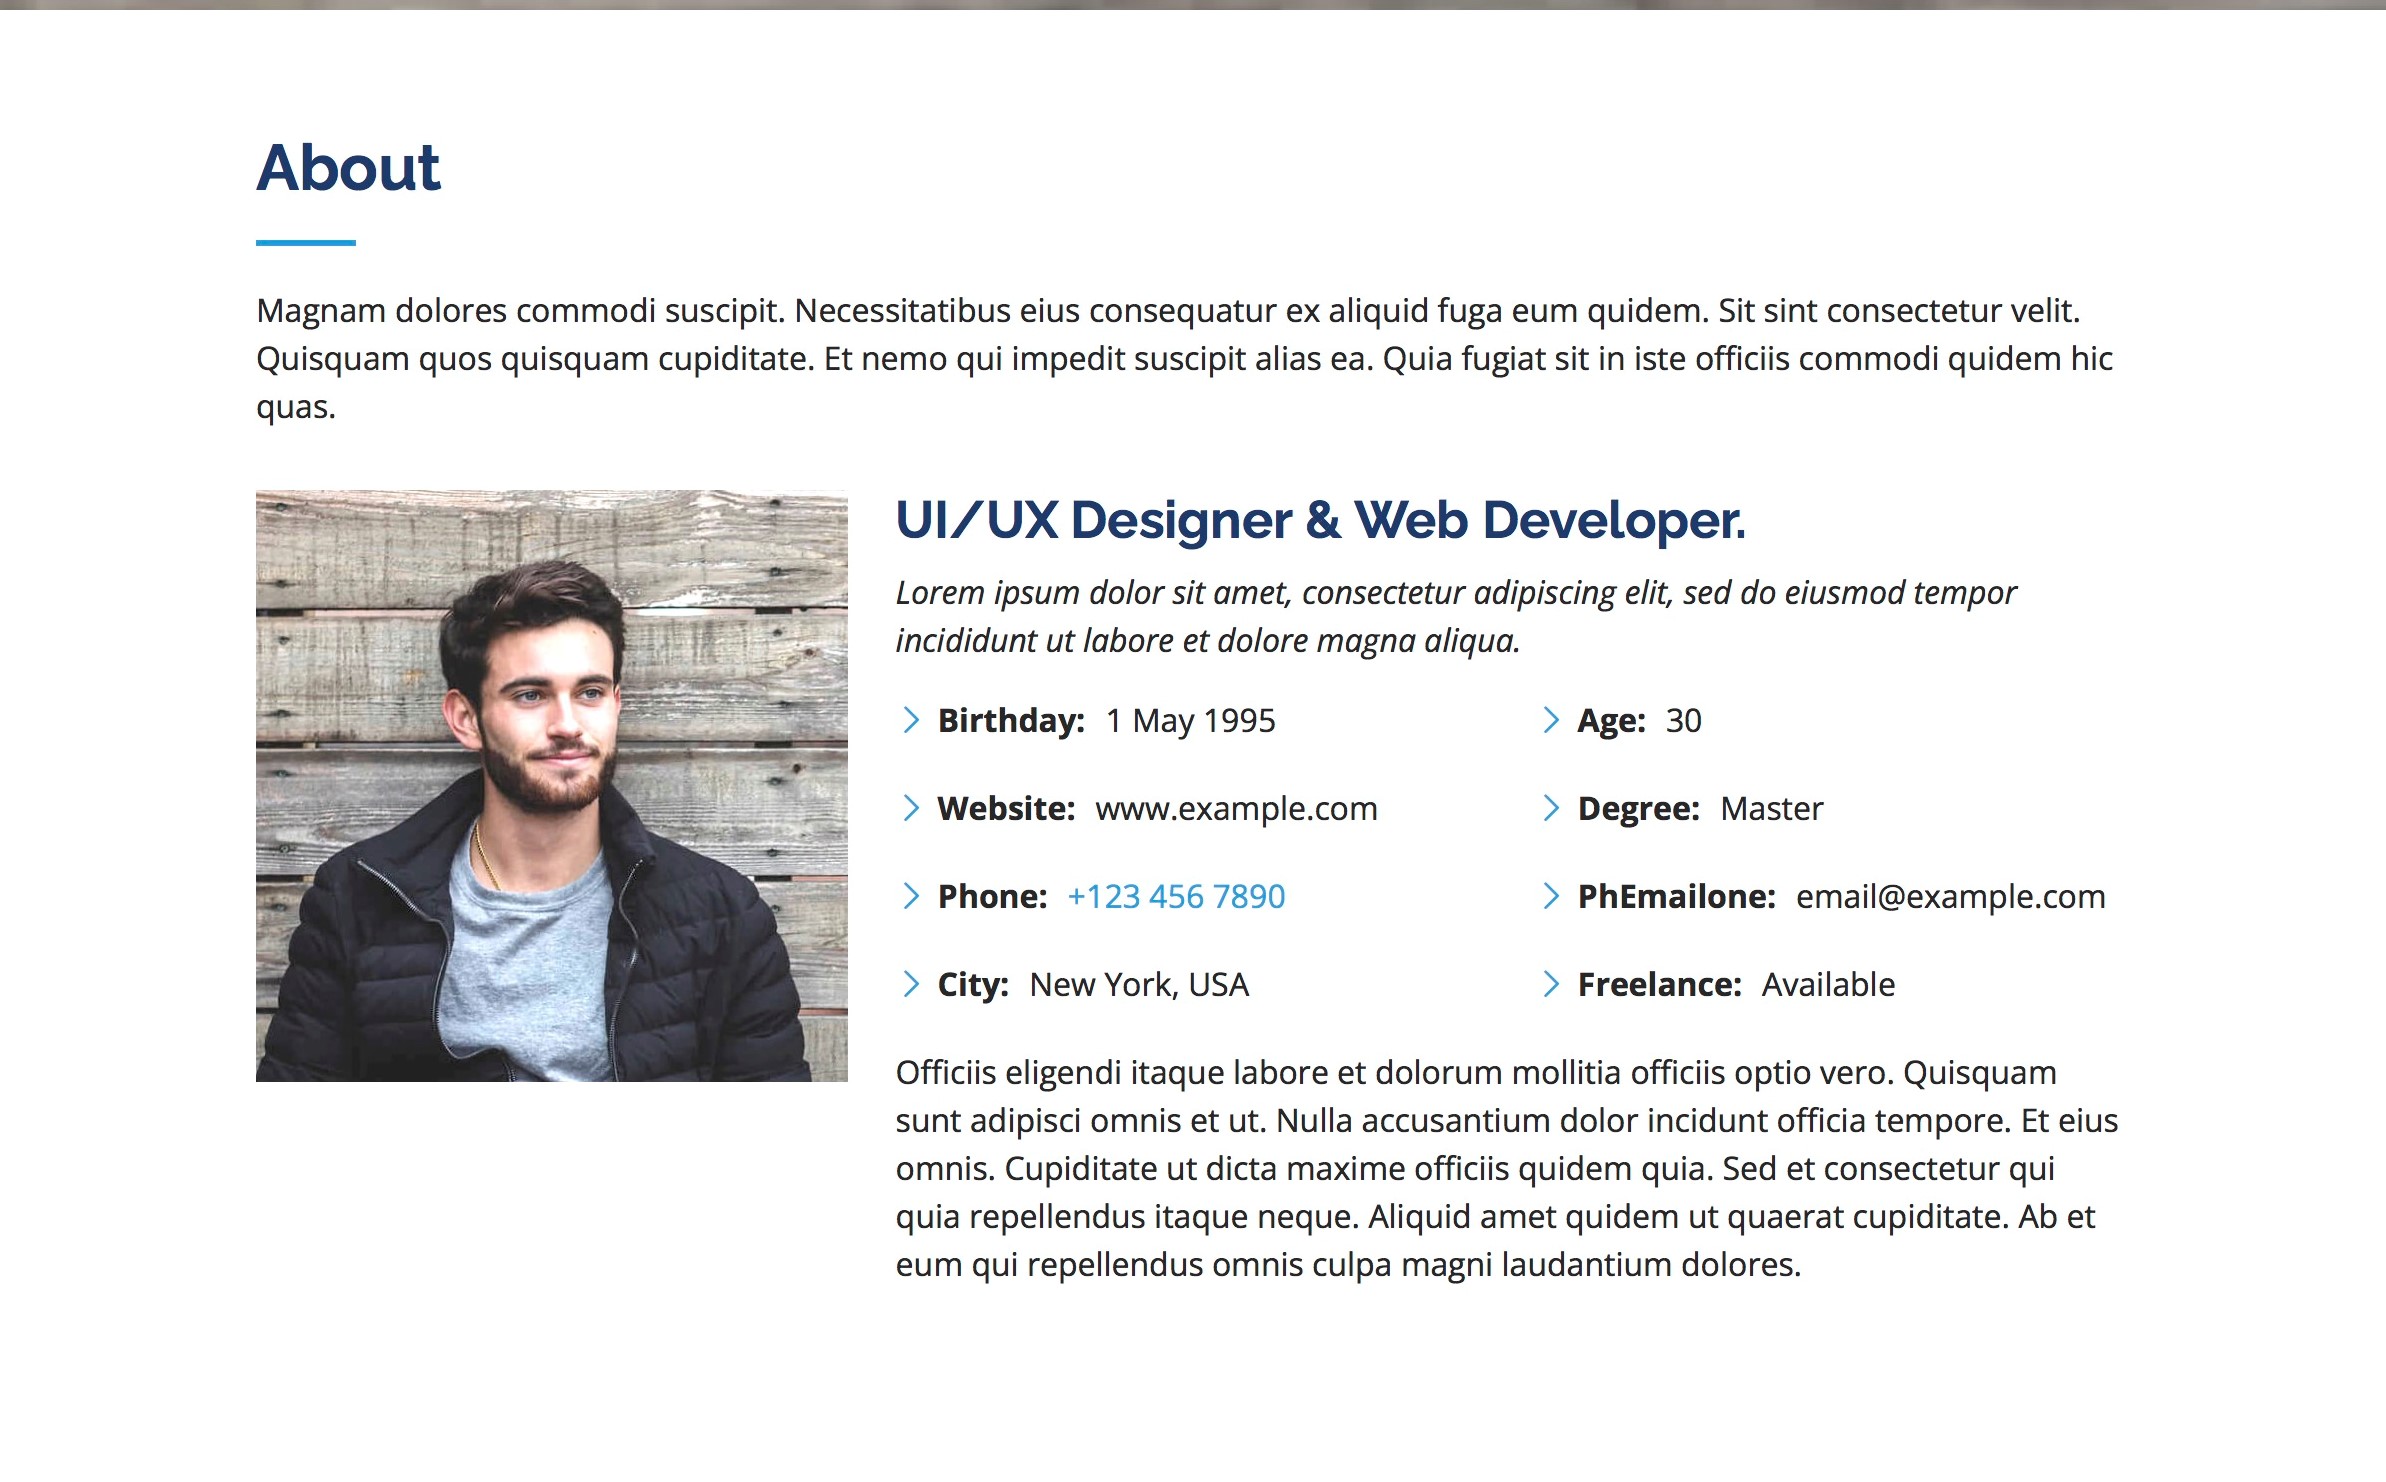 About
Magnam dolores commodi suscipit. Necessitatibus eius consequatur ex aliquid fuga eum quidem. Sit sint consectetur velit.
Quisquam quos quisquam cupiditate. Et nemo qui impedit suscipit alias ea. Quia fugiat sit in iste officiis commodi quidem hic
quas.
UI/UX Designer & Web Developer.
Lorem ipsum dolor sit amet, consectetur adipiscing elit, sed do eiusmod tempor
incididunt ut labore et dolore magna aliqua.
Birthday: 1 May 1995
Website: www.example.com
Phone: +123 456 7890
City: New York, USA
Age: 30
Degree: Master
PhEmailone: email@example.com
Freelance: Available
Officiis eligendi itaque labore et dolorum mollitia officiis optio vero. Quisquam
sunt adipisci omnis et ut. Nulla accusantium dolor incidunt officia tempore. Et eius
omnis. Cupiditate ut dicta maxime officiis quidem quia. Sed et consectetur qui
quia repellendus itaque neque. Aliquid amet quidem ut quaerat cupiditate. Ab et
eum qui repellendus omnis culpa magni laudantium dolores.